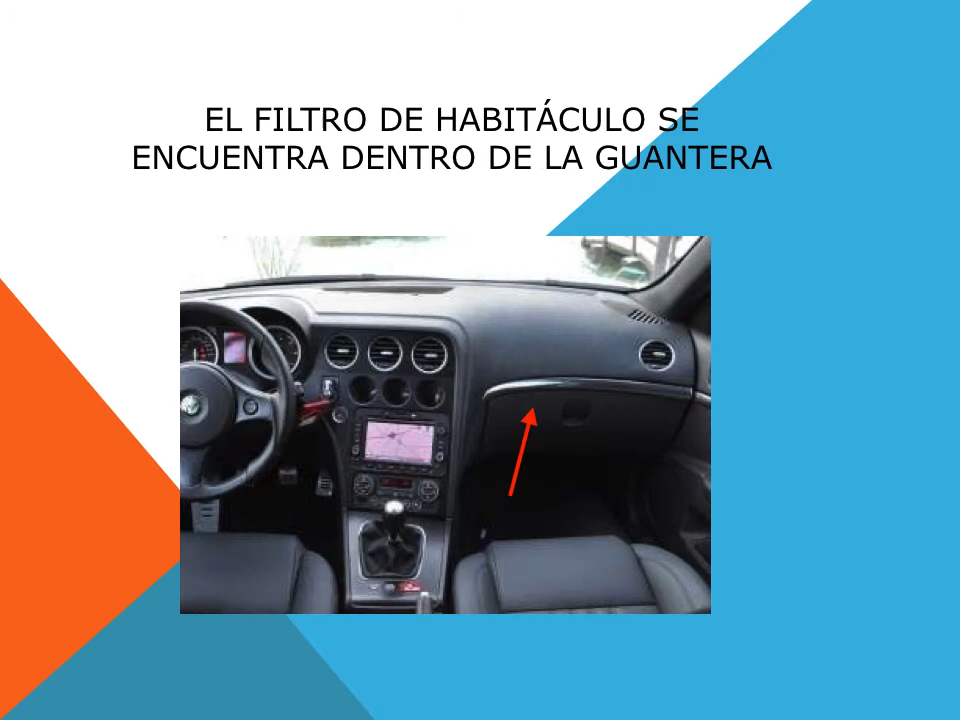 EL FILTRO DE HABITÁCULO SE
ENCUENTRA DENTRO DE LA GUANTERA